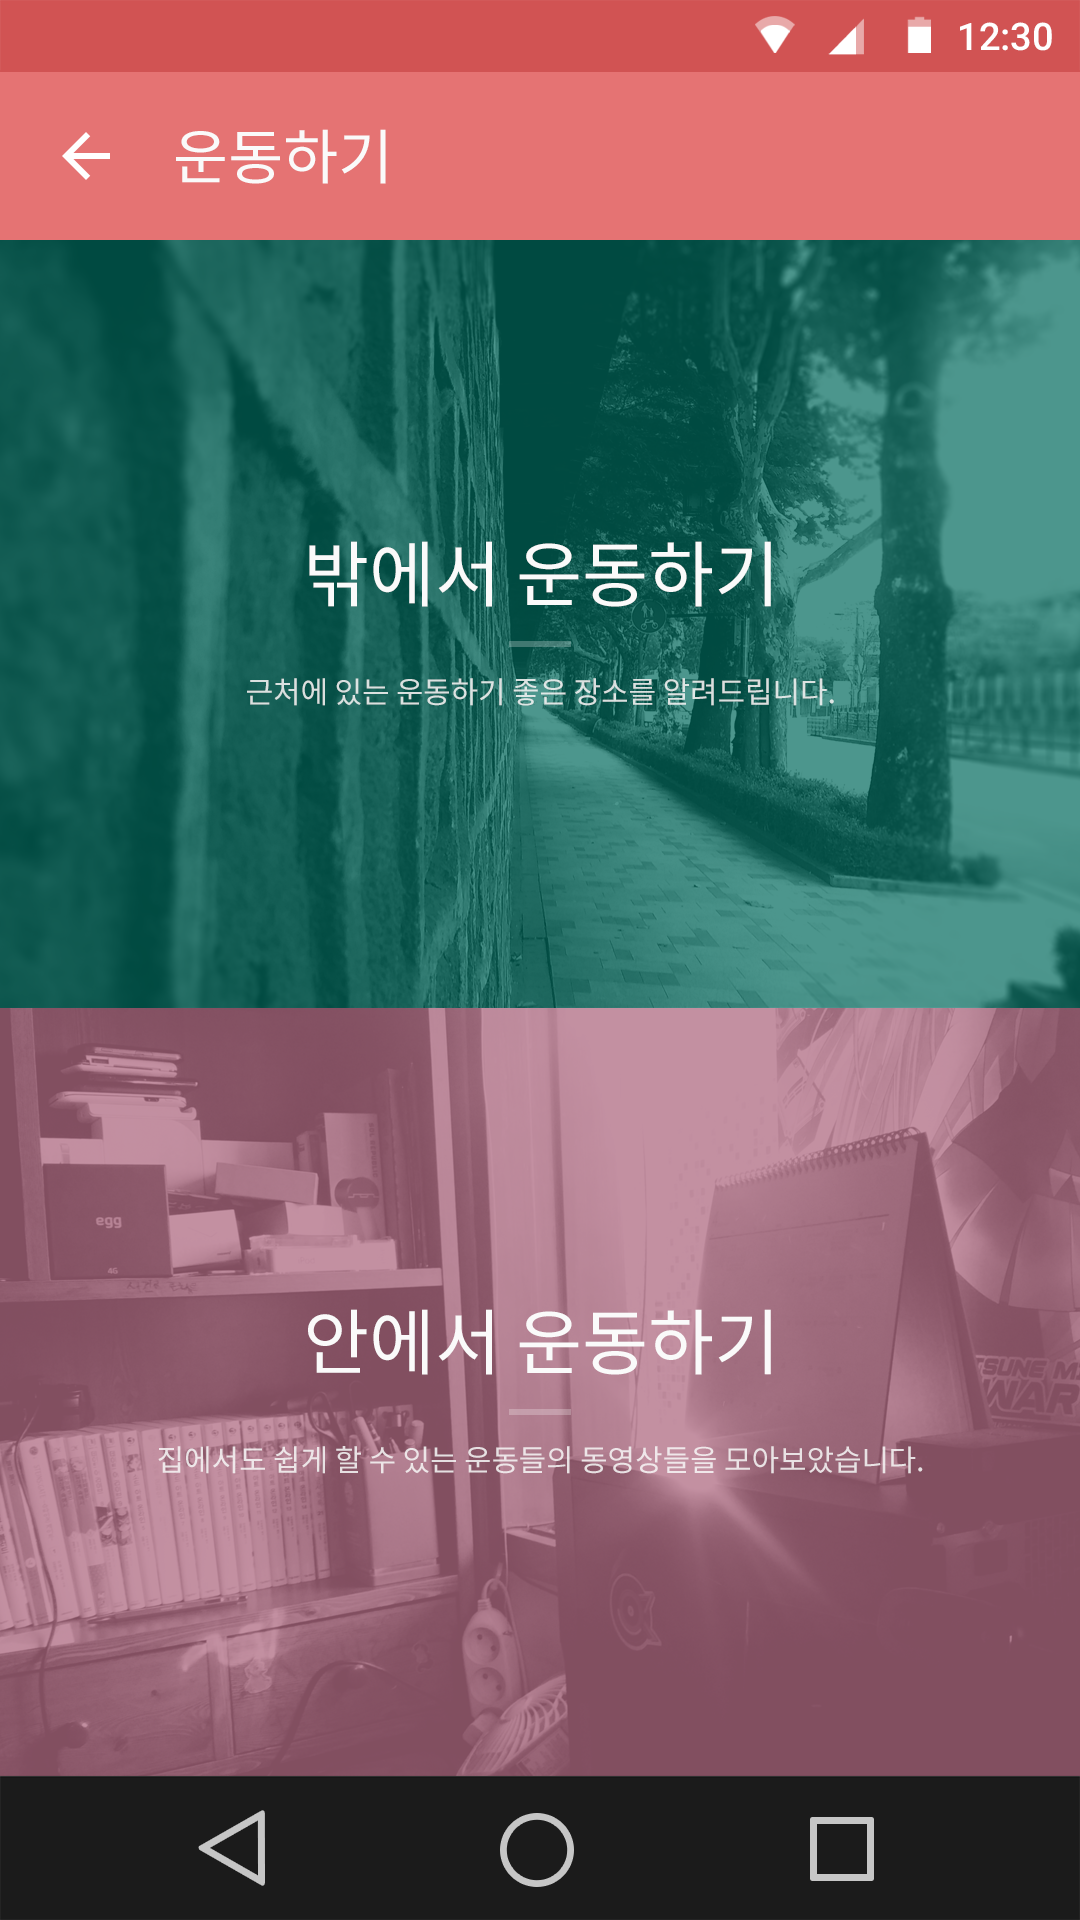 12:30
운동하기
밖에서 운동하기
근처에 있는 운동하기 좋은 장소를 알려드립니다.
egg
4G
안에서 운동하기
집에서도 쉽게 할 수 있는 운동들의 동영상들을 모아보았습니다.